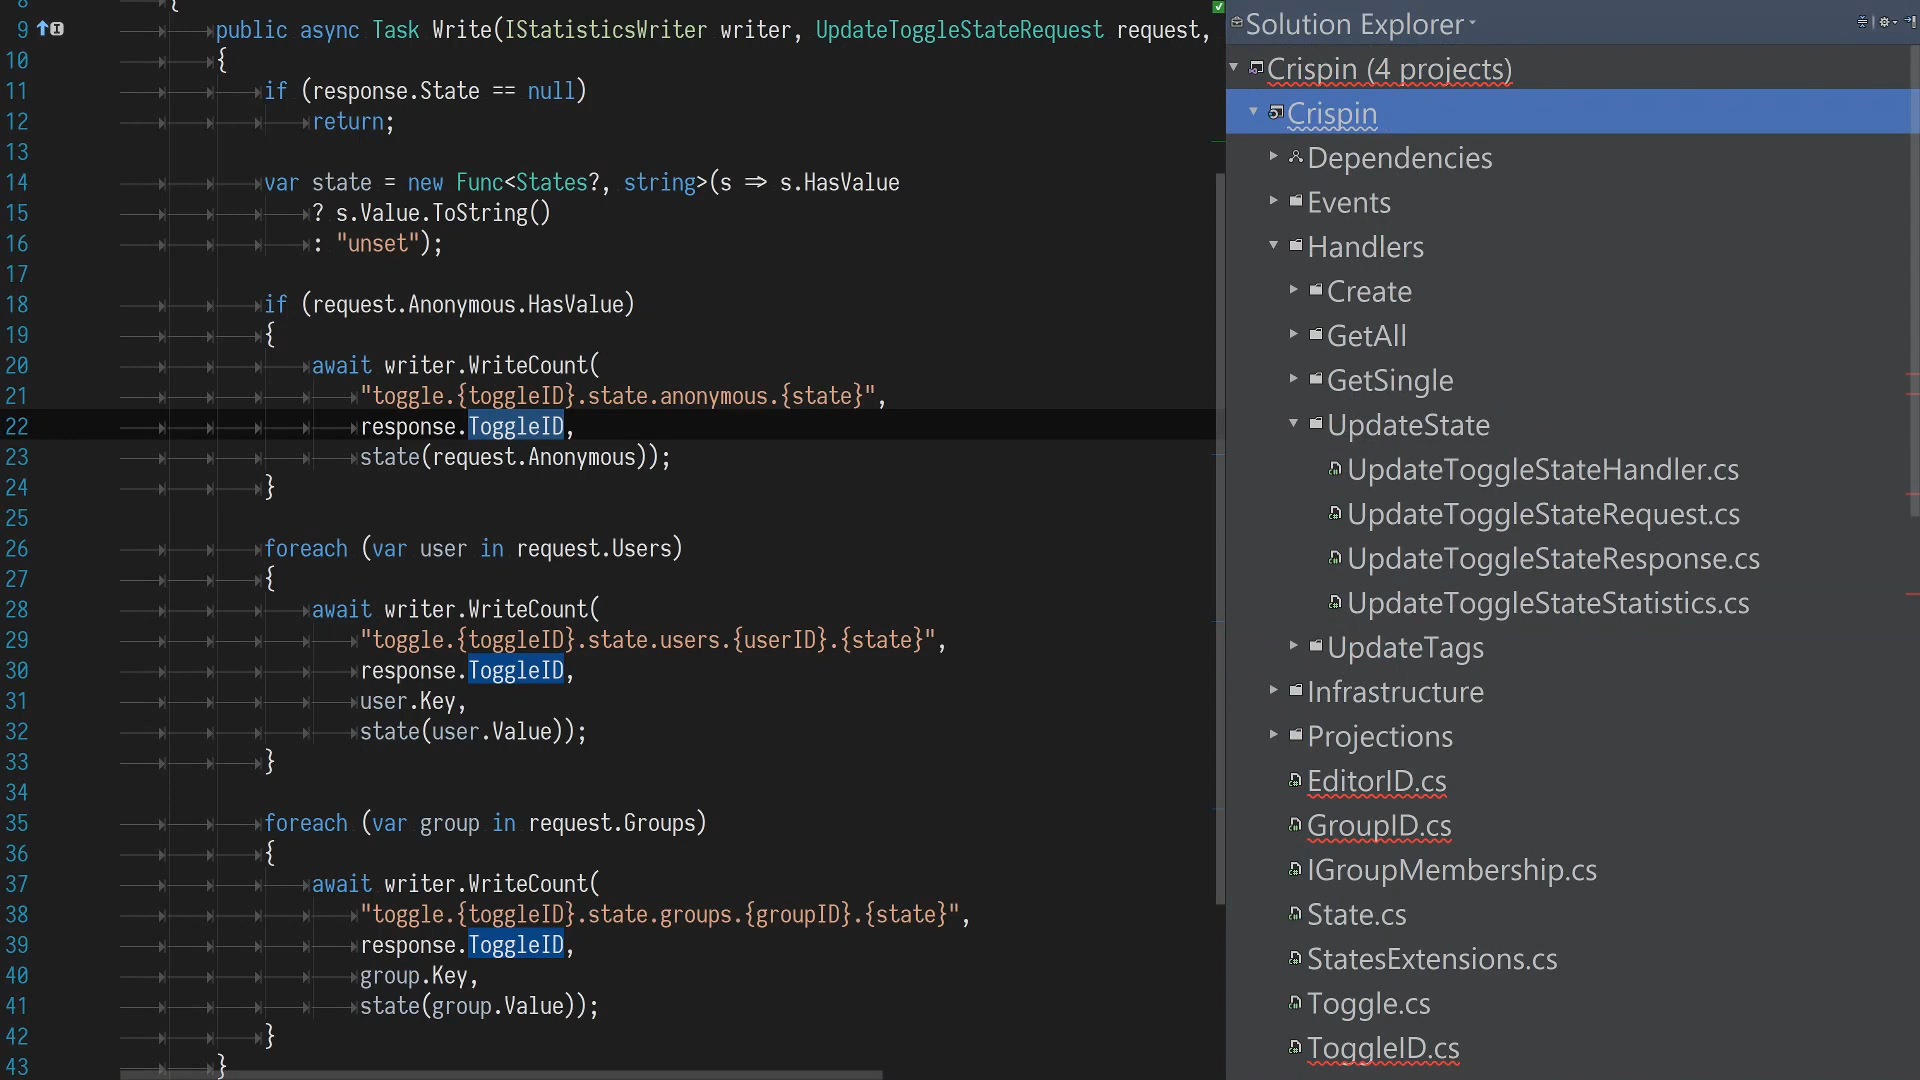 8 {
9 public async Task Write(IStatisticsWriter writer, UpdateToggleStateRequest request,
10 {
11 if (response.State == null)
12 return;
13
14 var state = new Func<States?, string>(s => s.HasValue
15 ? s.Value.ToString()
16 : "unset");
17
18 if (request.Anonymous.HasValue)
19 {
20 await writer.WriteCount(
21 "toggle.{toggleID}.state.anonymous.{state}",
22 response.ToggleID,
23 state(request.Anonymous));
24 }
25
26 foreach (var user in request.Users)
27 {
28 await writer.WriteCount(
29 "toggle.{toggleID}.state.users.{userID}.{state}",
30 response.ToggleID,
31 user.Key,
32 state(user.Value));
33 }
34
35 foreach (var group in request.Groups)
36 {
37 await writer.WriteCount(
38 "toggle.{toggleID}.state.groups.{groupID}.{state}",
39 response.ToggleID,
40 group.Key,
41 state(group.Value));
42 }
43 }
Solution Explorer
Crispin (4 projects)
Crispin
Dependencies
Events
Handlers
Create
GetAll
GetSingle
UpdateState
UpdateToggleStateHandler.cs
UpdateToggleStateRequest.cs
UpdateToggleStateResponse.cs
UpdateToggleStateStatistics.cs
UpdateTags
Infrastructure
Projections
EditorID.cs
GroupID.cs
IGroupMembership.cs
State.cs
StatesExtensions.cs
Toggle.cs
ToggleID.cs